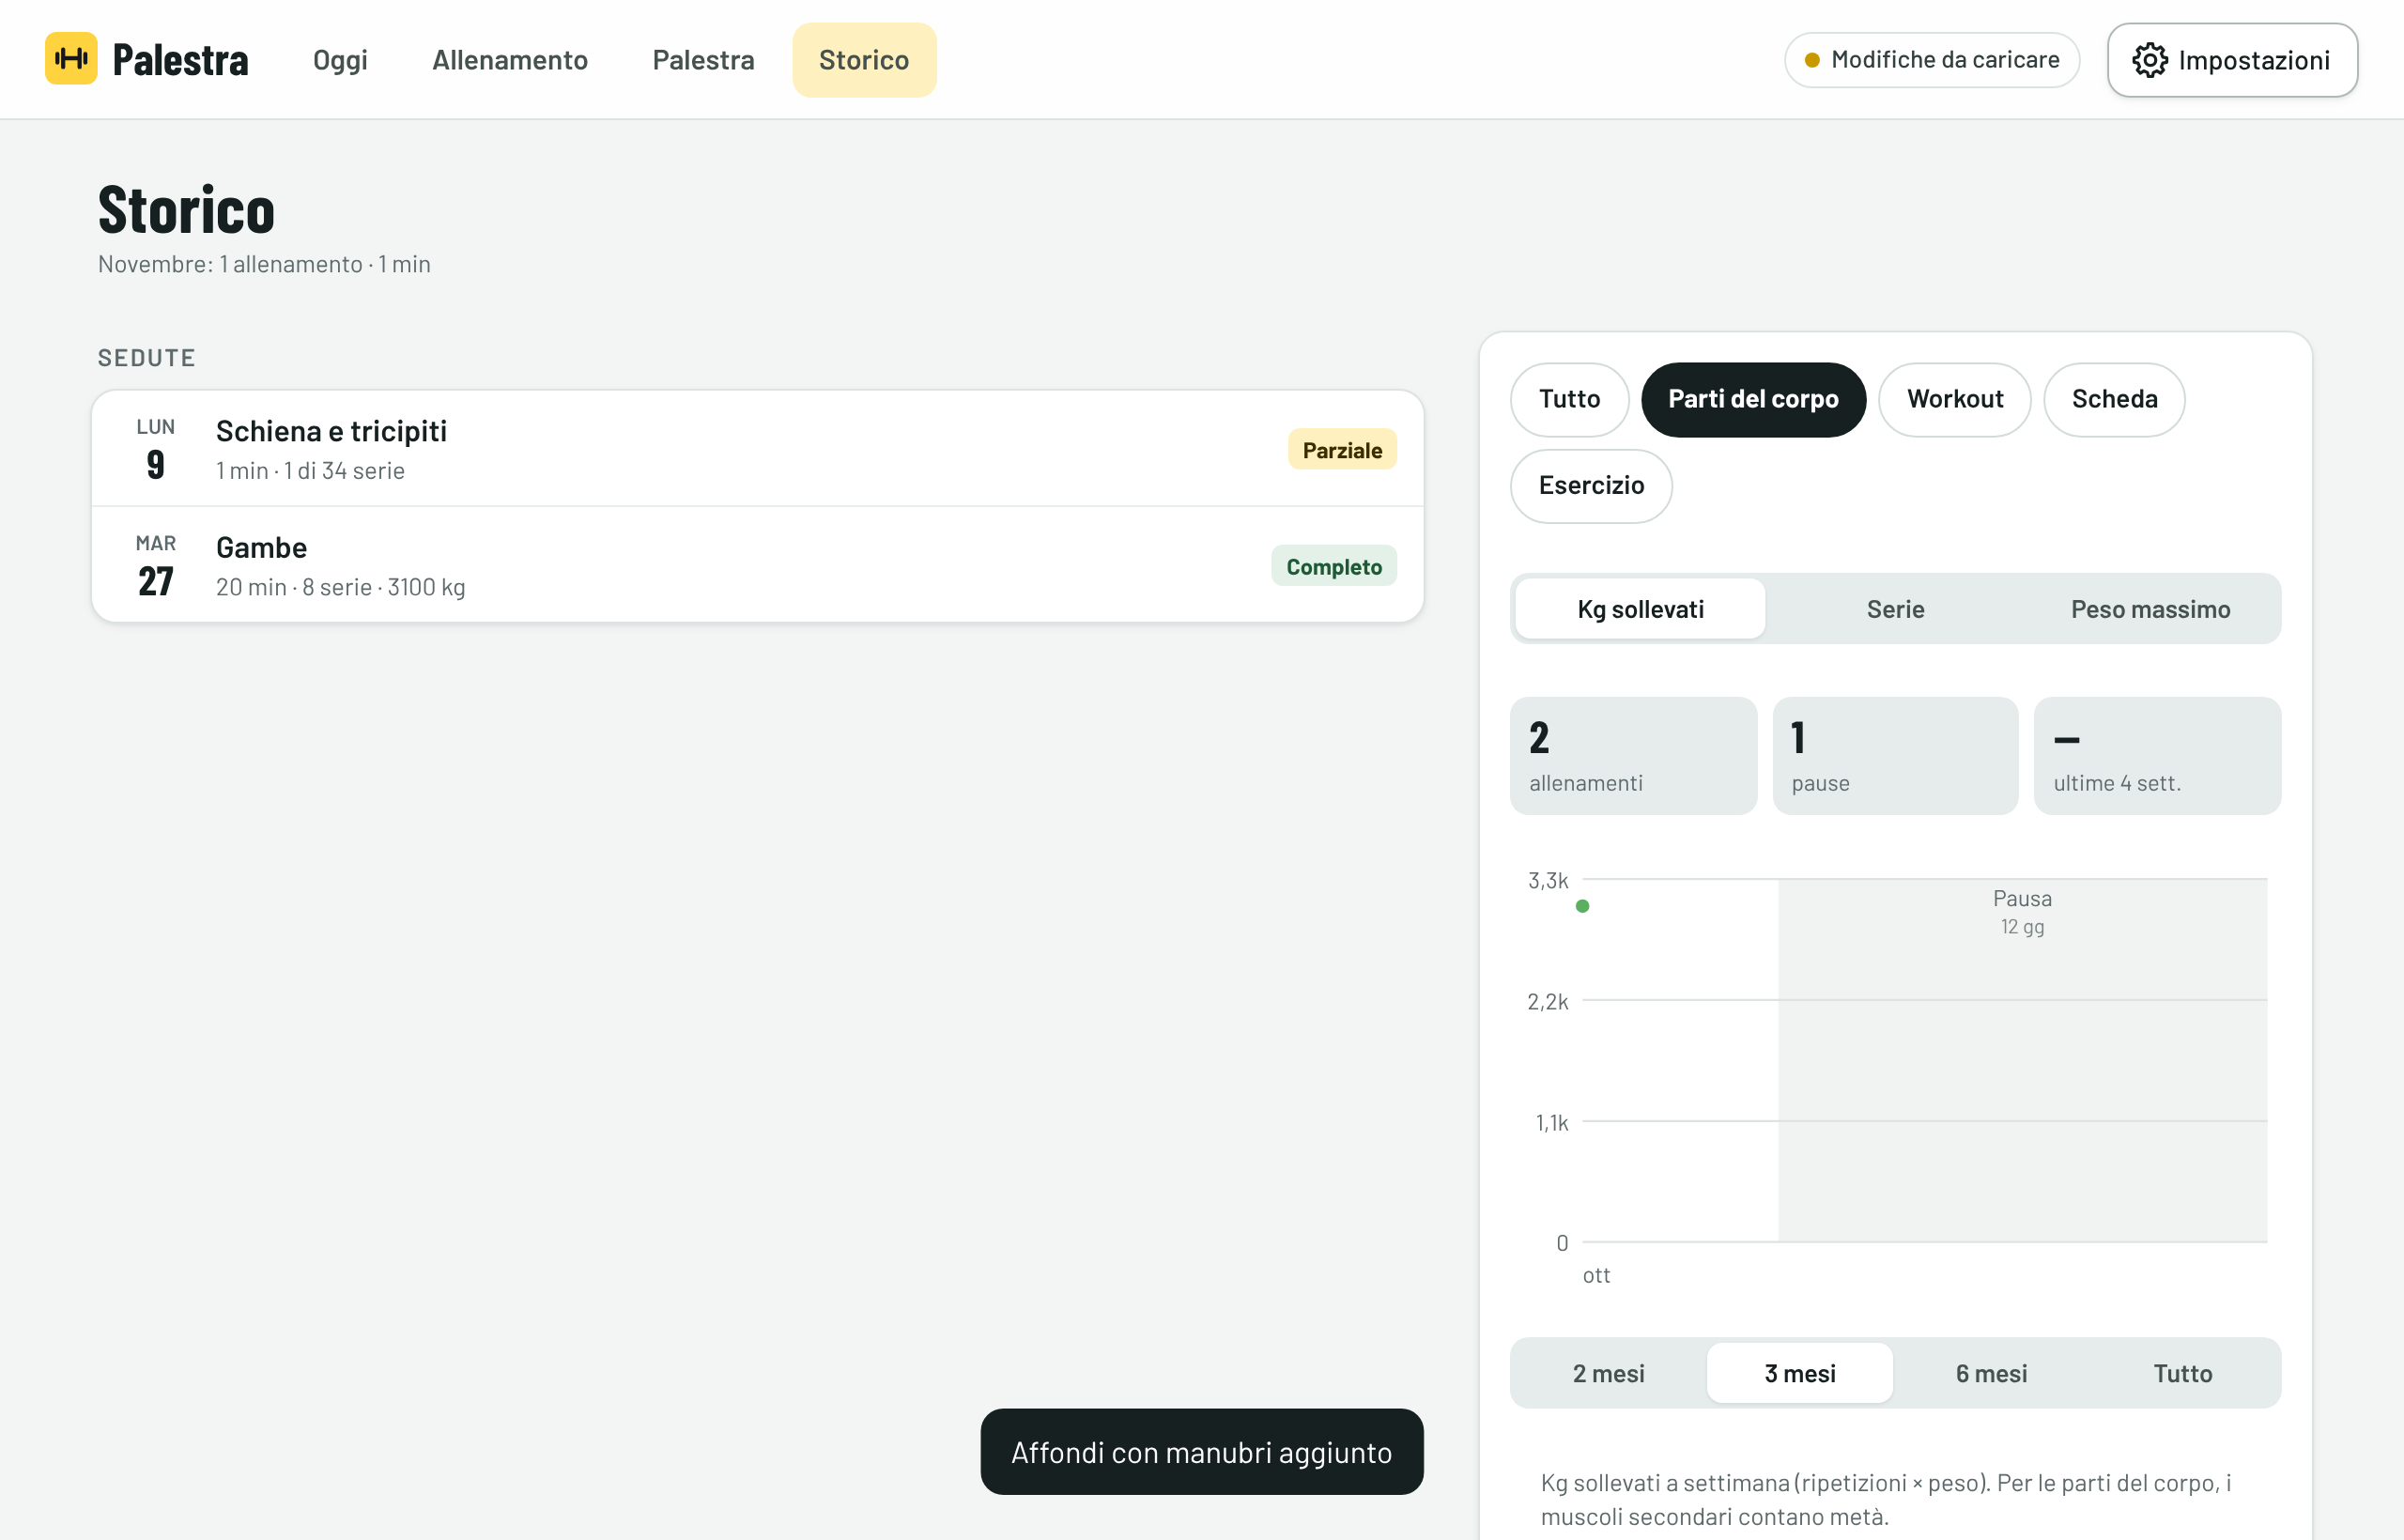 Palestra
Oggi
Allenamento
Palestra
Storico
Modifiche da caricare
Impostazioni
Storico
Novembre: 1 allenamento · 1 min
SEDUTE
LUN
9
Schiena e tricipiti
1 min · 1 di 34 serie
Parziale
MAR
27
Gambe
20 min · 8 serie · 3100 kg
Completo
Tutto
Parti del corpo
Workout
Scheda
Esercizio
Kg sollevati
Serie
Peso massimo
2
allenamenti
1
pause
–
ultime 4 sett.
3,3k
Pausa
12 gg
2,2k
1,1k
0
ott
2 mesi
3 mesi
6 mesi
Tutto
Affondi con manubri aggiunto
Kg sollevati a settimana (ripetizioni × peso). Per le parti del corpo, i
muscoli secondari contano metà.